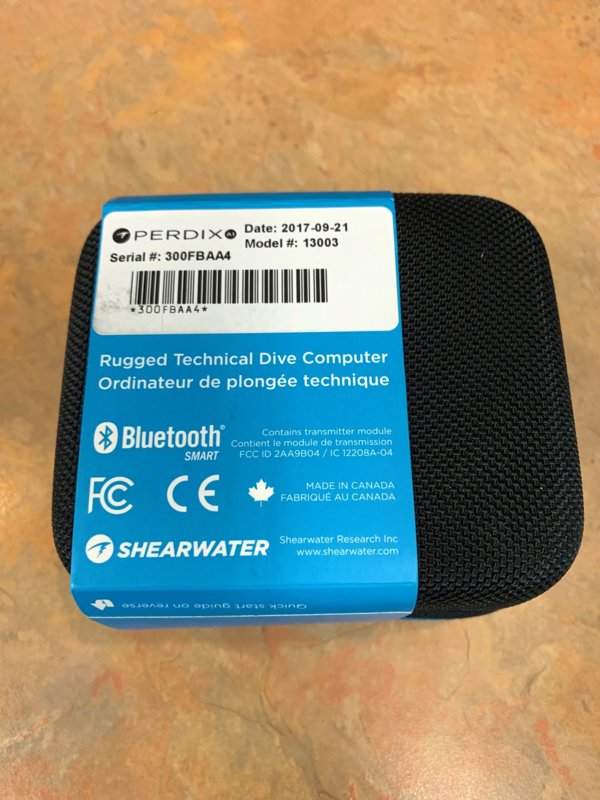 PERDIX AI
Date: 2017-09-21
Model #: 13003
Serial #: 300FBAA4
*300FBAA4*
Rugged Technical Dive Computer
Ordinateur de plongée technique
Bluetooth®
SMART
Contains transmitter module
Contient le module de transmission
FCC ID 2AA9B04 / IC 12208A-04
FC CE
MADE IN CANADA
FABRIQUÉ AU CANADA
SHEARWATER
Shearwater Research Inc
www.shearwater.com
Quick start guide on reverse